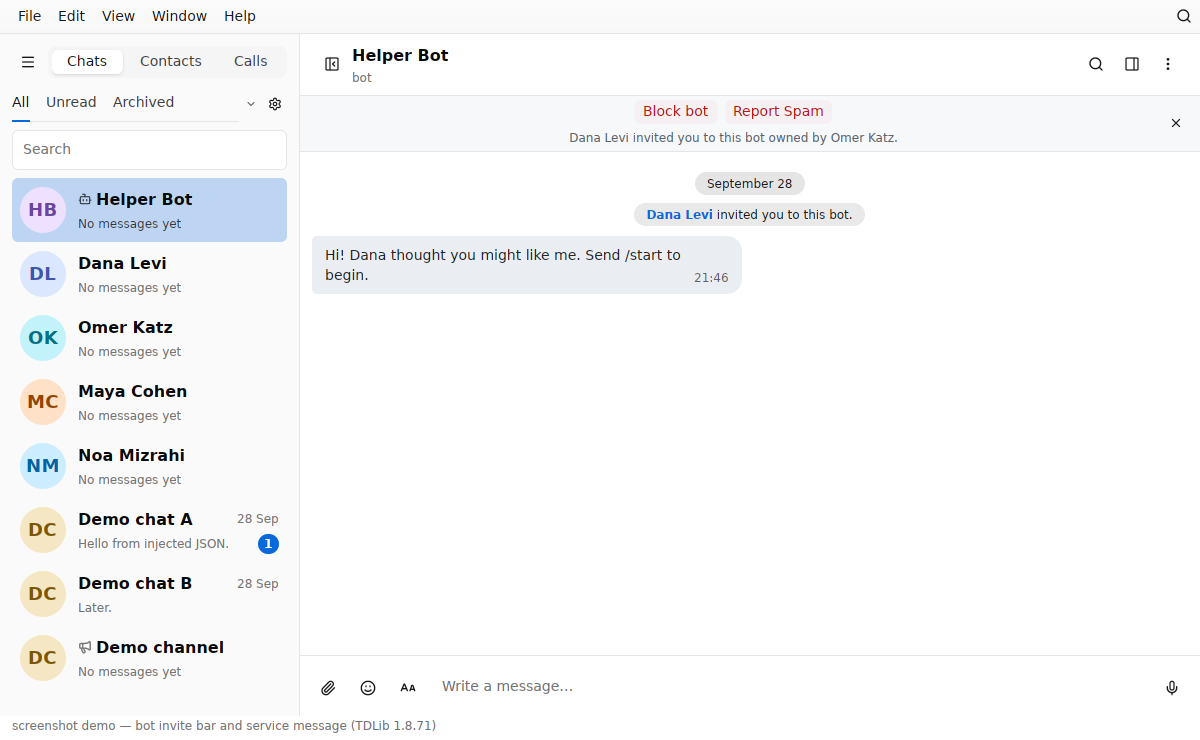 File Edit View Window Help
Chats Contacts Calls
All Unread Archived
Search
HB Helper Bot
No messages yet
DL Dana Levi
No messages yet
OK Omer Katz
No messages yet
MC Maya Cohen
No messages yet
NM Noa Mizrahi
No messages yet
DC Demo chat A 28 Sep
Hello from injected JSON. 1
DC Demo chat B 28 Sep
Later.
DC Demo channel
No messages yet
Helper Bot
bot
Block bot Report Spam
Dana Levi invited you to this bot owned by Omer Katz.
September 28
Dana Levi invited you to this bot.
Hi! Dana thought you might like me. Send /start to
begin. 21:46
AA Write a message...
screenshot demo — bot invite bar and service message (TDLib 1.8.71)